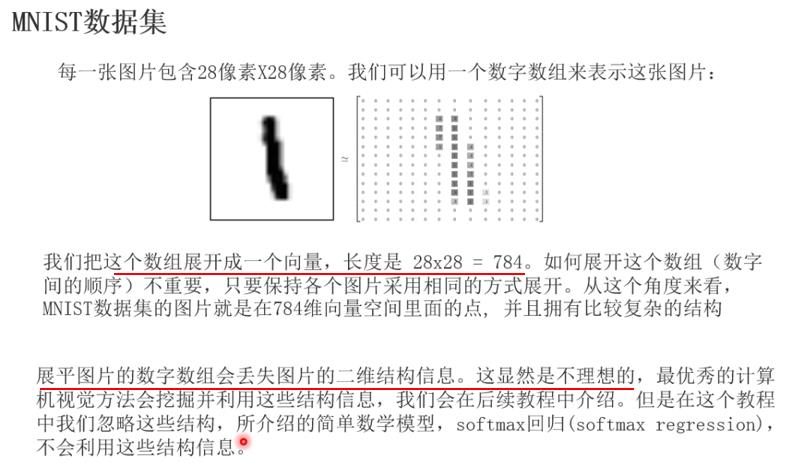 MNIST数据集
每一张图片包含28像素X28像素。我们可以用一个数字数组来表示这张图片：
≃
我们把这个数组展开成一个向量，长度是 28x28 = 784。如何展开这个数组（数字
间的顺序）不重要，只要保持各个图片采用相同的方式展开。从这个角度来看，
MNIST数据集的图片就是在784维向量空间里面的点, 并且拥有比较复杂的结构
展平图片的数字数组会丢失图片的二维结构信息。这显然是不理想的，最优秀的计算
机视觉方法会挖掘并利用这些结构信息，我们会在后续教程中介绍。但是在这个教程
中我们忽略这些结构，所介绍的简单数学模型，softmax回归(softmax regression)，
不会利用这些结构信息。